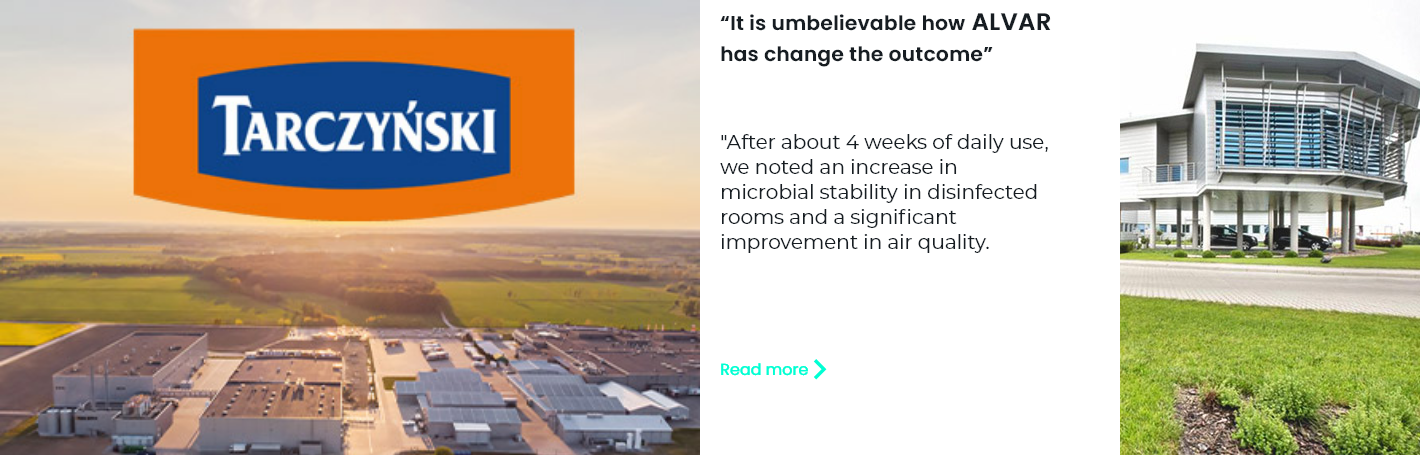 TARCZYŃSKI
“It is umbelievable how ALVAR
has change the outcome”
"After about 4 weeks of daily use,
we noted an increase in
microbial stability in disinfected
rooms and a significant
improvement in air quality.
Read more